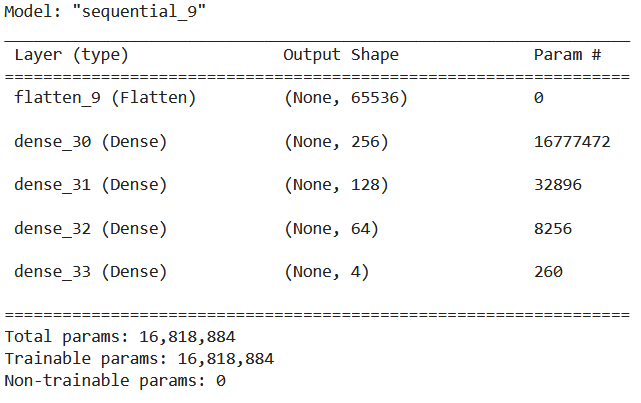 Model: "sequential_9"
_________________________________________________________________
Layer (type) Output Shape Param #
=================================================================
flatten_9 (Flatten) (None, 65536) 0
dense_30 (Dense) (None, 256) 16777472
dense_31 (Dense) (None, 128) 32896
dense_32 (Dense) (None, 64) 8256
dense_33 (Dense) (None, 4) 260
=================================================================
Total params: 16,818,884
Trainable params: 16,818,884
Non-trainable params: 0